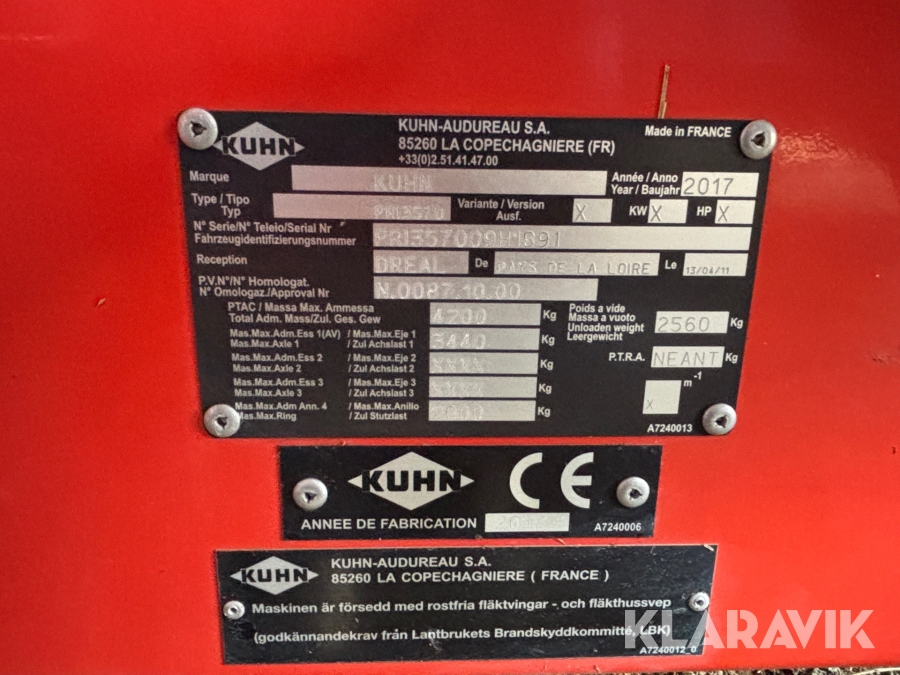 KUHN
KUHN-AUDUREAU S.A.
85260 LA COPECHAGNIERE (FR)
+33(0)2.51.41.47.00
Made in FRANCE
Marque KUHN
Année / Anno
Year / Baujahr 2017
Type / Tipo
Typ
Variante / Version
Ausf. X KW X HP X
N° Serie/N° Teleio/Serial Nr
Fahrzeugidentifizierungsnummer
Reception DREAL De PAYS DE LA LOIRE Le 13/04/11
P.V.N°/N° Homologat.
N° Omologaz./Approval Nr N.0087.10.00
PTAC / Massa Max. Ammessa
Total Adm. Mass/Zul. Ges. Gew 4200 Kg
Poids a vide
Massa a vuoto
Unloaden weight
Leergewicht 2560 Kg
Mas.Max.Adm.Ess 1(AV) / Mas.Max.Eje 1
Mas.Max.Axle 1 / Zul Achslast 1 3440 Kg
Mas.Max.Adm.Ess 2 / Mas.Max.Eje 2
Mas.Max.Axle 2 / Zul Achslast 2 XXXX Kg
P.T.R.A. NEANT Kg
Mas.Max.Adm.Ess 3 / Mas.Max.Eje 3
Mas.Max.Axle 3 / Zul Achslast 3 XXXX Kg
X m-1
Mas.Max.Adm Ann. 4 / Mas.Max.Anilio
Mas.Max.Ring / Zul Stutzlast Kg
A7240013
KUHN
CE
ANNEE DE FABRICATION
A7240006
KUHN
KUHN-AUDUREAU S.A.
85260 LA COPECHAGNIERE ( FRANCE )
Maskinen är försedd med rostfria fläktvingar - och fläkthussvep
(godkännandekrav från Lantbrukets Brandskyddkommitté, LBK)
A7240012_0
KLARAVIK